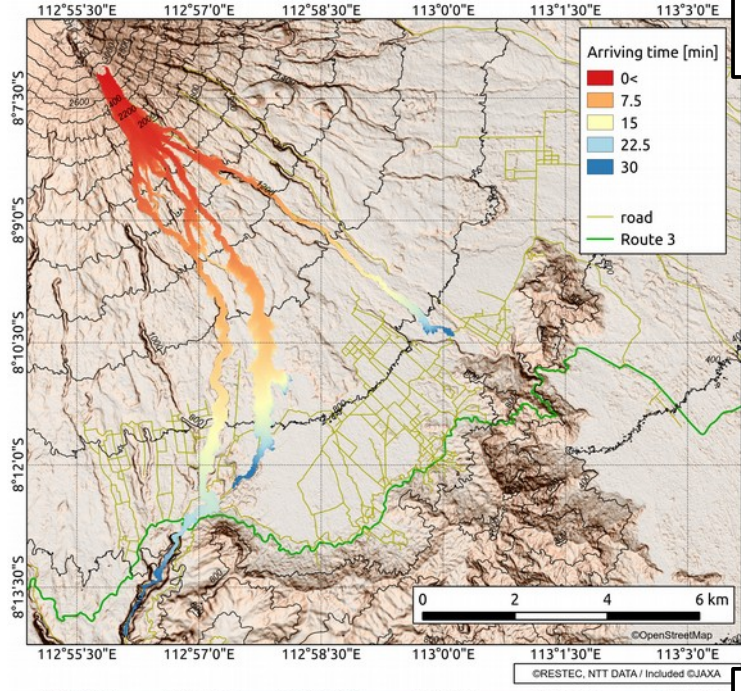 112°55'30"E 112°57'0"E 112°58'30"E 113°0'0"E 113°1'30"E 113°3'0"E
Arriving time [min]
0<
7.5
15
22.5
30
road
Route 3
8°7'30"S
8°9'0"S
8°10'30"S
8°12'0"S
8°13'30"S
2600
2400
2200
400
0 2 4 6 km
©OpenStreetMap
112°55'30"E 112°57'0"E 112°58'30"E 113°0'0"E 113°1'30"E 113°3'0"E
©RESTEC, NTT DATA / Included ©JAXA